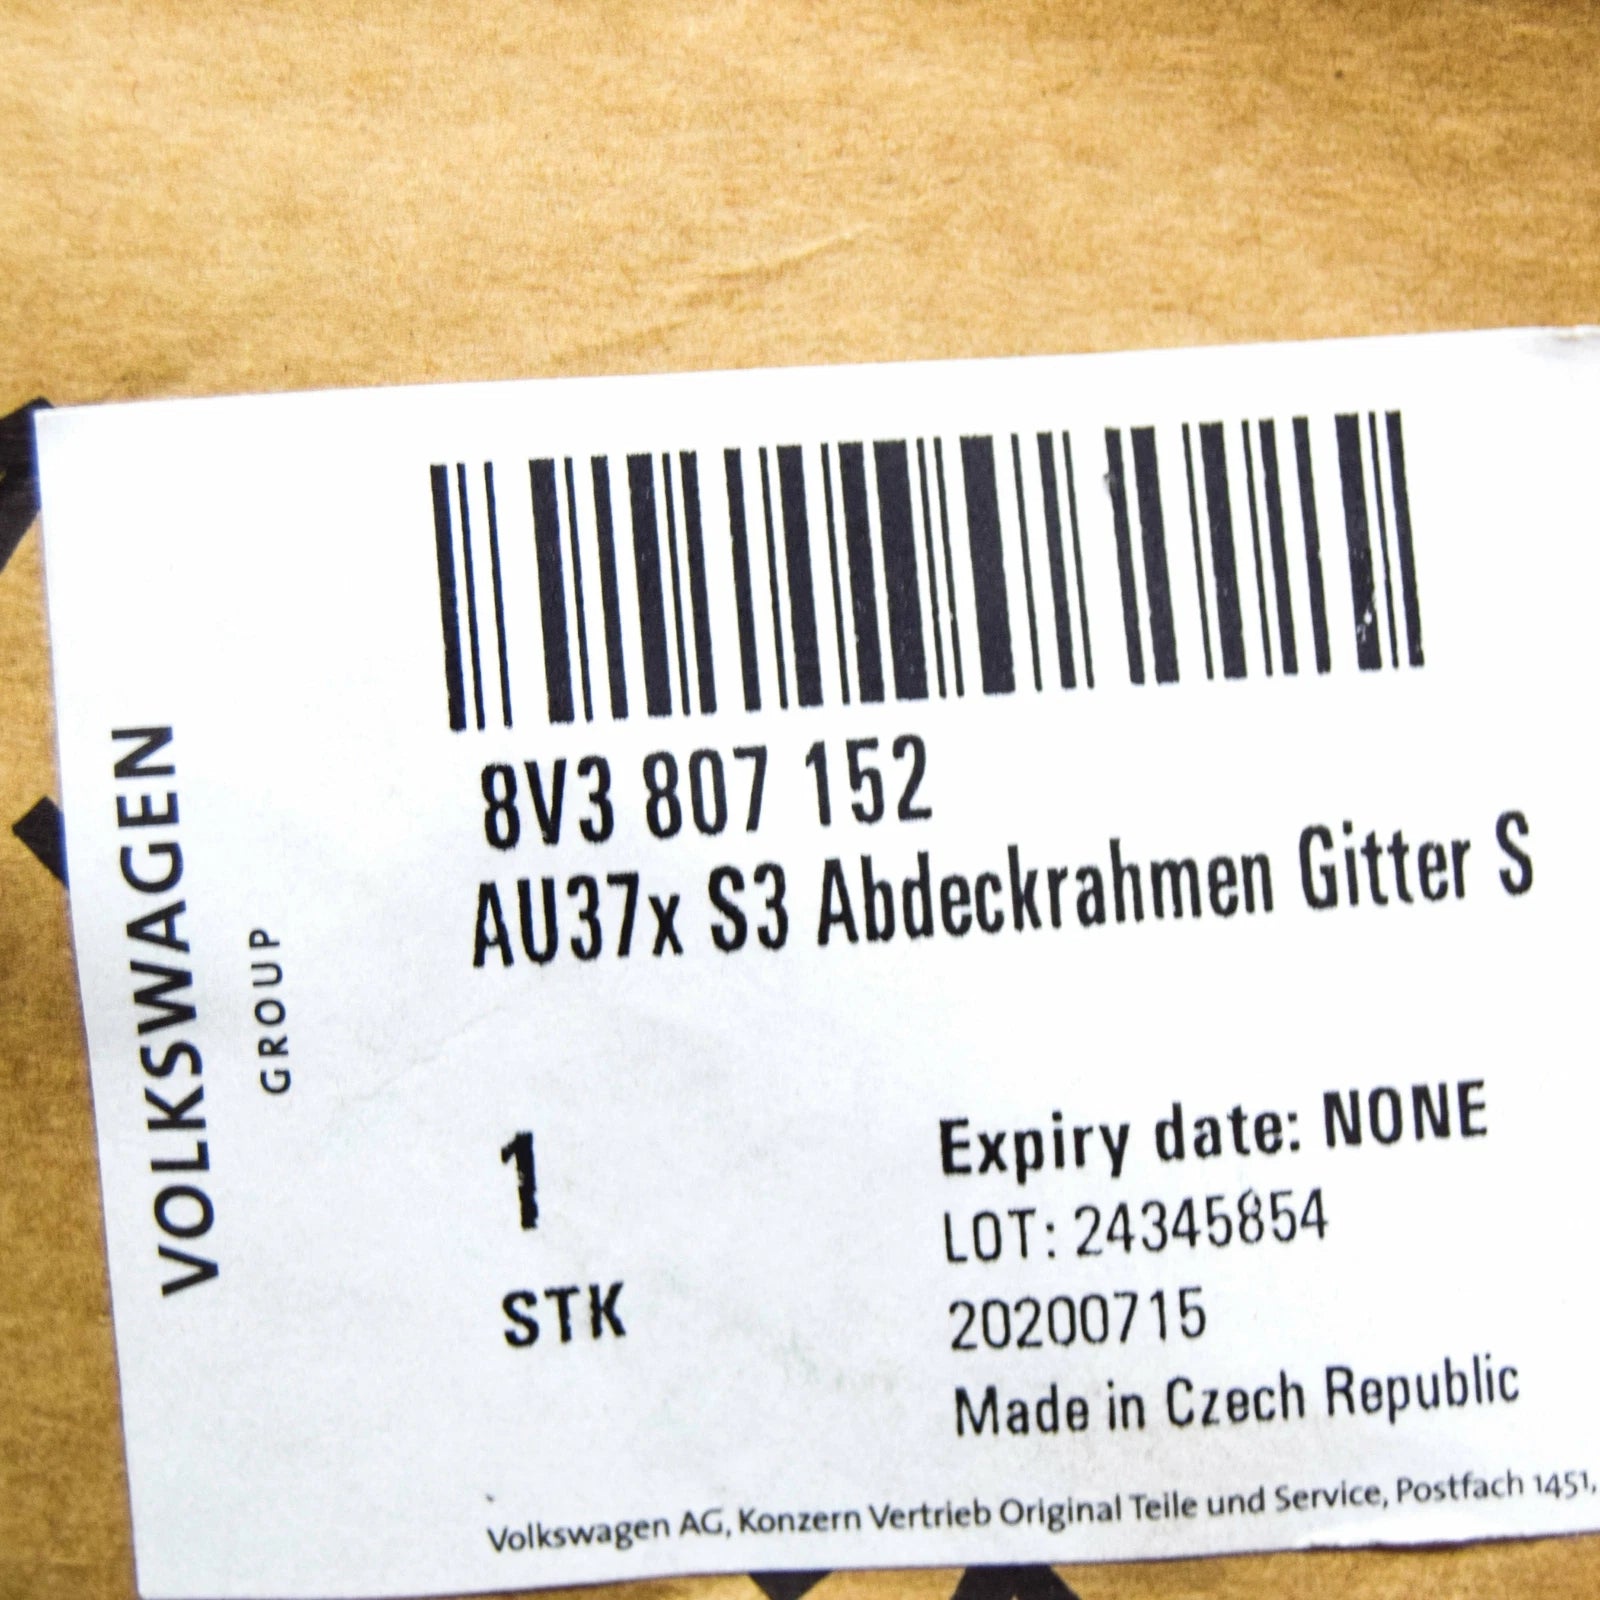 VOLKSWAGEN
GROUP
8V3 807 152
AU37x S3 Abdeckrahmen Gitter S
1
STK
Expiry date: NONE
LOT: 24345854
20200715
Made in Czech Republic
Volkswagen AG, Konzern Vertrieb Original Teile und Service, Postfach 1451,